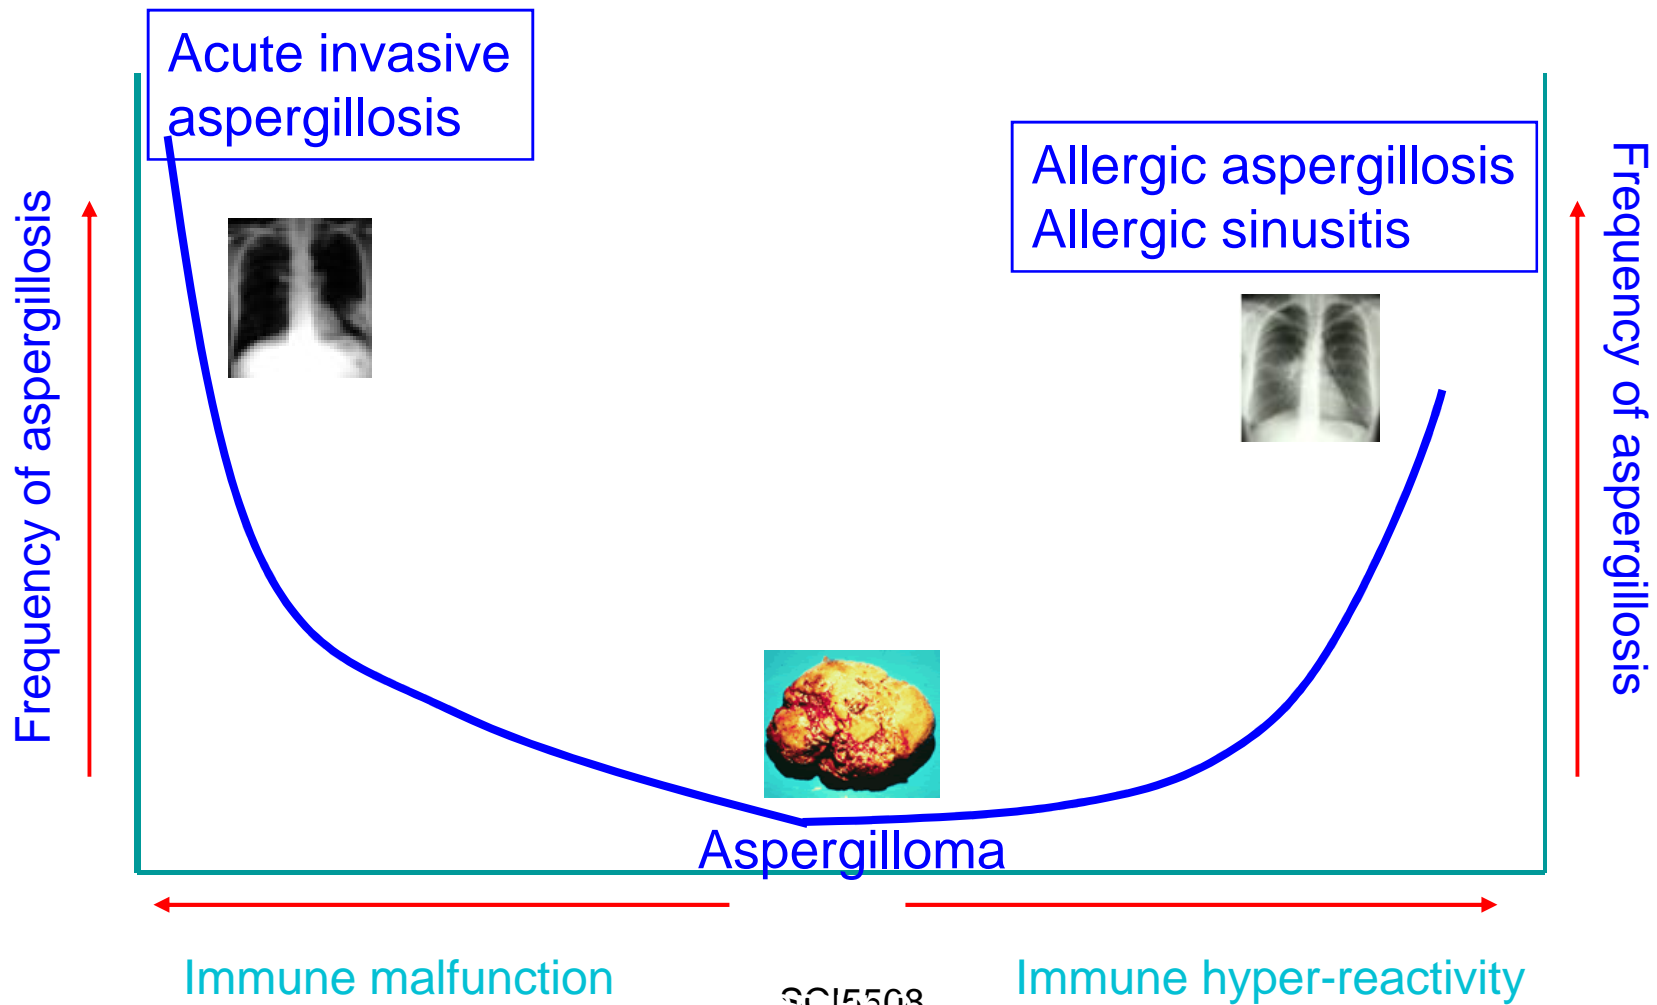 Acute invasive
aspergillosis
Allergic aspergillosis
Allergic sinusitis
Frequency of aspergillosis
Frequency of aspergillosis
Aspergilloma
Immune malfunction
SCI5508
Immune hyper-reactivity